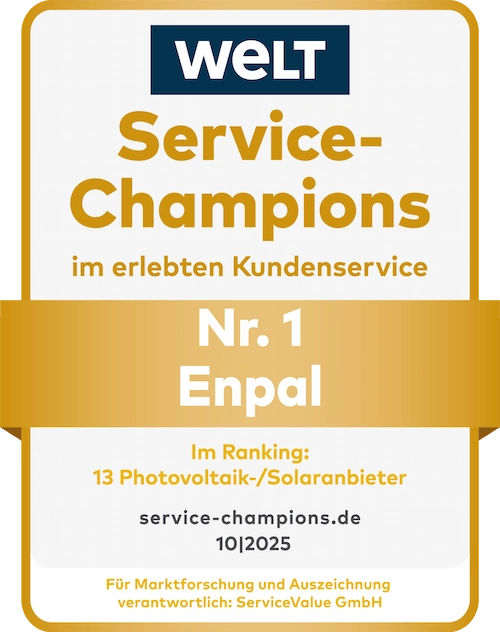 WELT
Service-
Champions
im erlebten Kundenservice
Nr. 1
Enpal
Im Ranking:
13 Photovoltaik-/Solaranbieter
service-champions.de
10|2025
Für Marktforschung und Auszeichnung
verantwortlich: ServiceValue GmbH